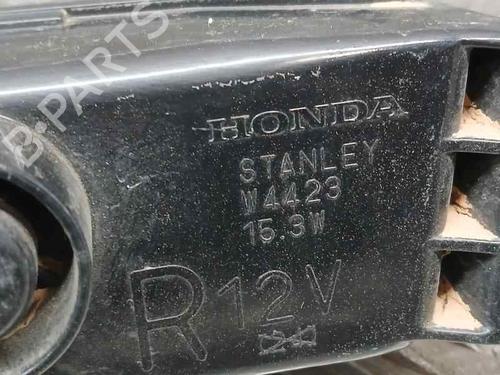 B-PARTS
HONDA
STANLEY
W4423
15.3W
R 12V